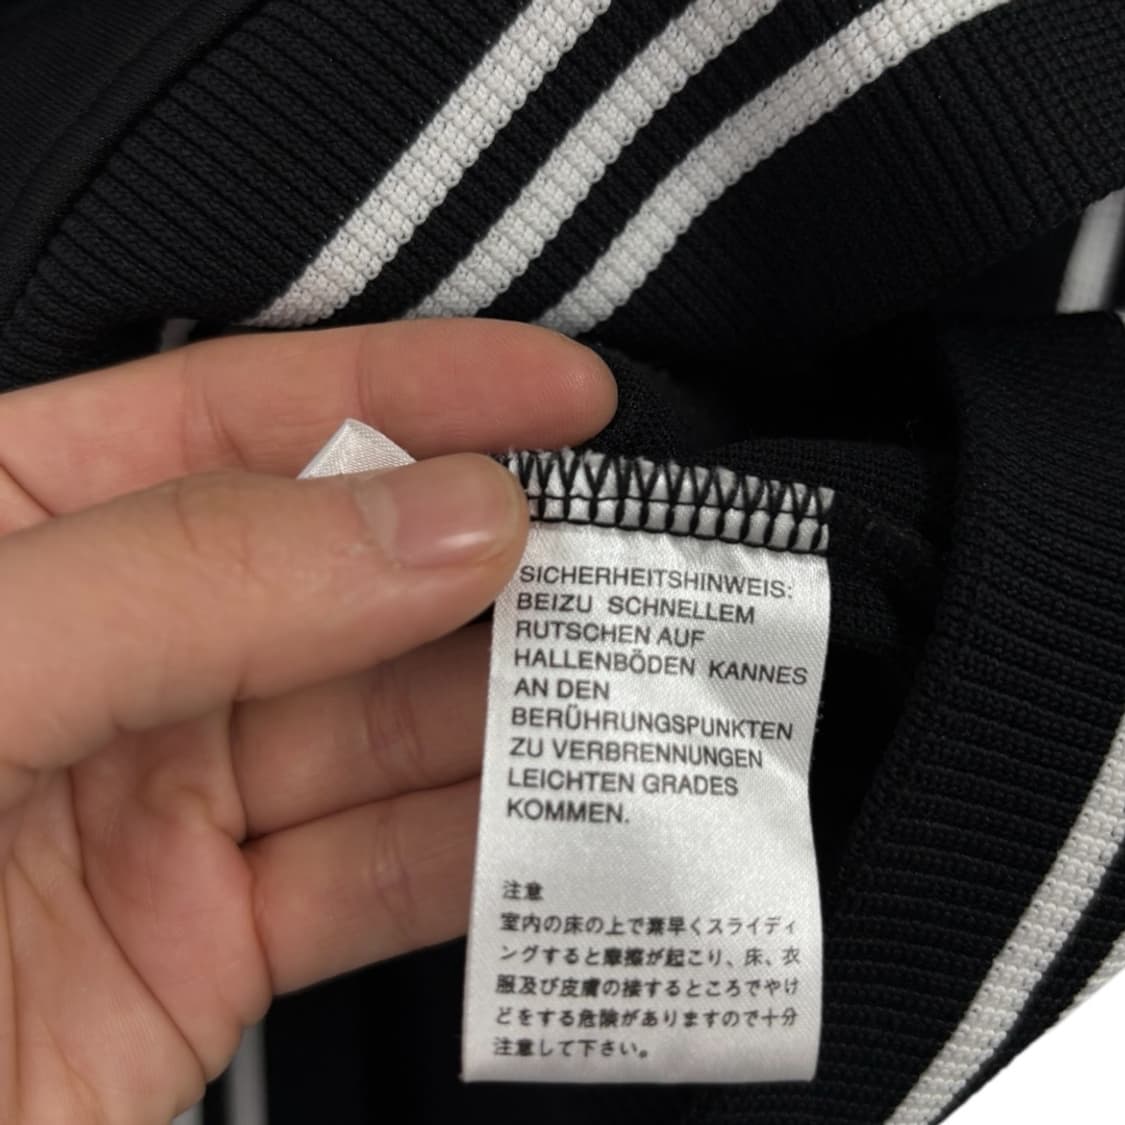 SICHERHEITSHINWEIS:
BEIZU SCHNELLEM
RUTSCHEN AUF
HALLENBÖDEN KANNES
AN DEN
BERÜHRUNGSPUNKTEN
ZU VERBRENNUNGEN
LEICHTEN GRADES
KOMMEN.
注意
室内の床の上で素早くスライディ
ングすると摩擦が起こり、床、衣
服及び皮膚の接するところでやけ
どをする危険がありますので十分
注意して下さい。